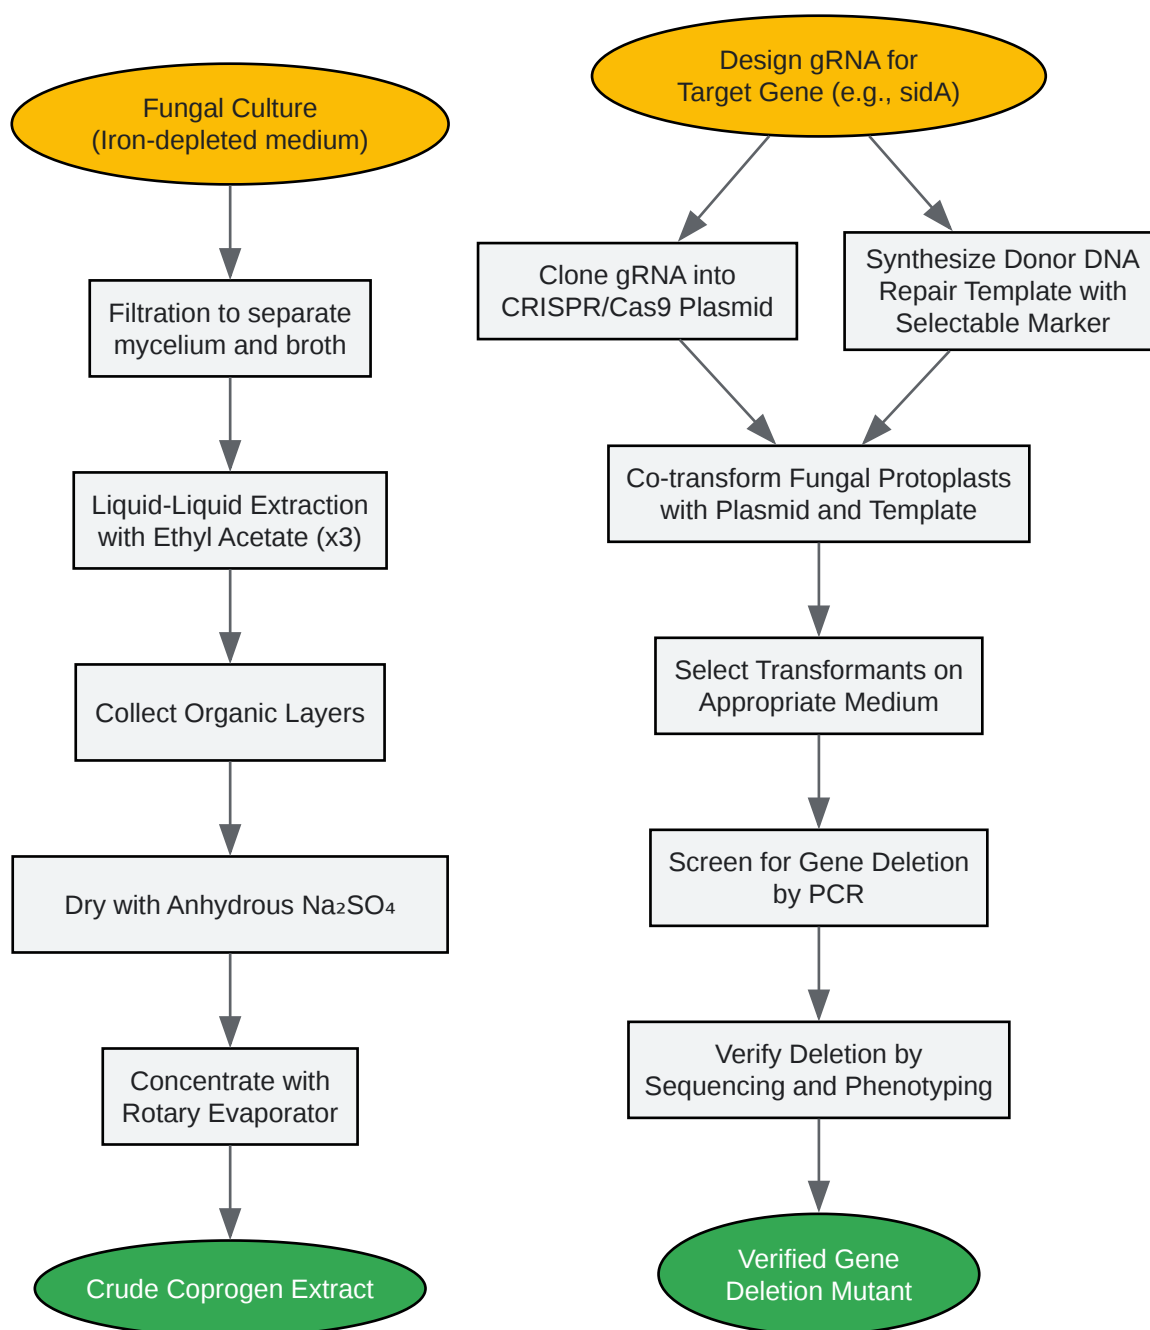 Fungal Culture
(Iron-depleted medium)
Filtration to separate
mycelium and broth
Liquid-Liquid Extraction
with Ethyl Acetate (x3)
Collect Organic Layers
Dry with Anhydrous Na₂SO₄
Concentrate with
Rotary Evaporator
Crude Coprogen Extract
Design gRNA for
Target Gene (e.g., sidA)
Clone gRNA into
CRISPR/Cas9 Plasmid
Synthesize Donor DNA
Repair Template with
Selectable Marker
Co-transform Fungal Protoplasts
with Plasmid and Template
Select Transformants on
Appropriate Medium
Screen for Gene Deletion
by PCR
Verify Deletion by
Sequencing and Phenotyping
Verified Gene
Deletion Mutant